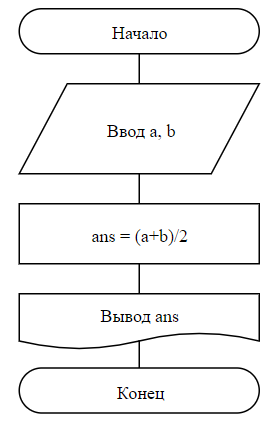 Начало
Ввод a, b
ans = (a+b)/2
Вывод ans
Конец